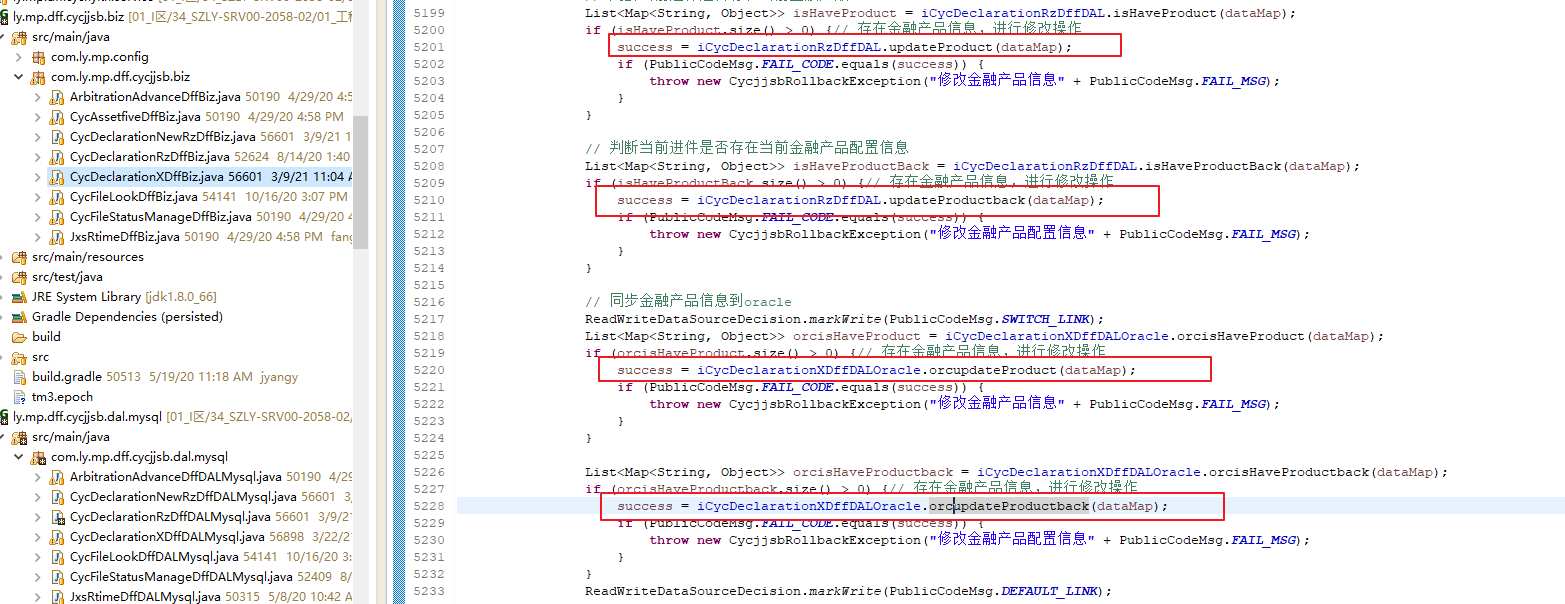 ly.mp.dff.cycjjsb.biz [01_I区/34_SZLY-SRV00-2058-02/01_工程
src/main/java
com.ly.mp.config
com.ly.mp.dff.cycjjsb.biz
ArbitrationAdvanceDffBiz.java 50190 4/29/20 4:5
CycAssetfiveDffBiz.java 50190 4/29/20 4:58 PM
CycDeclarationNewRzDffBiz.java 56601 3/9/21 1
CycDeclarationRzDffBiz.java 52624 8/14/20 1:40
CycDeclarationXDffBiz.java 56601 3/9/21 11:04 A
CycFileLookDffBiz.java 54141 10/16/20 3:07 PM
CycFileStatusManageDffBiz.java 50190 4/29/20 4
JxsRtimeDffBiz.java 50190 4/29/20 4:58 PM fang
src/main/resources
src/test/java
JRE System Library [jdk1.8.0_66]
Gradle Dependencies (persisted)
build
src
build.gradle 50513 5/19/20 11:18 AM jyangy
tm3.epoch
ly.mp.dff.cycjjsb.dal.mysql [01_I区/34_SZLY-SRV00-2058-02/
src/main/java
com.ly.mp.dff.cycjjsb.dal.mysql
ArbitrationAdvanceDffDALMysql.java 50190 4/29
CycDeclarationNewRzDffDALMysql.java 56601 3/
CycDeclarationRzDffDALMysql.java 56601 3/9/21
CycDeclarationXDffDALMysql.java 56898 3/22/21
CycFileLookDffDALMysql.java 54141 10/16/20 3:
CycFileStatusManageDffDALMysql.java 52409 8/
JxsRtimeDffDALMysql.java 50315 5/8/20 10:42 A
5199 List<Map<String, Object>> isHaveProduct = iCycDeclarationRzDffDAL.isHaveProduct(dataMap);
5200 if (isHaveProduct.size() > 0) {// 存在金融产品信息，进行修改操作
5201 success = iCycDeclarationRzDffDAL.updateProduct(dataMap);
5202 if (PublicCodeMsg.FAIL_CODE.equals(success)) {
5203 throw new CycjjsbRollbackException("修改金融产品信息" + PublicCodeMsg.FAIL_MSG);
5204 }
5205 }
5206
5207 // 判断当前进件是否存在当前金融产品配置信息
5208 List<Map<String, Object>> isHaveProductBack = iCycDeclarationRzDffDAL.isHaveProductBack(dataMap);
5209 if (isHaveProductBack.size() > 0) {// 存在金融产品信息，进行修改操作
5210 success = iCycDeclarationRzDffDAL.updateProductback(dataMap);
5211 if (PublicCodeMsg.FAIL_CODE.equals(success)) {
5212 throw new CycjjsbRollbackException("修改金融产品配置信息" + PublicCodeMsg.FAIL_MSG);
5213 }
5214 }
5215
5216 // 同步金融产品信息到oracle
5217 ReadWriteDataSourceDecision.markWrite(PublicCodeMsg.SWITCH_LINK);
5218 List<Map<String, Object>> orcisHaveProduct = iCycDeclarationXDffDALOracle.orcisHaveProduct(dataMap);
5219 if (orcisHaveProduct.size() > 0) {// 存在金融产品信息，进行修改操作
5220 success = iCycDeclarationXDffDALOracle.orcupdateProduct(dataMap);
5221 if (PublicCodeMsg.FAIL_CODE.equals(success)) {
5222 throw new CycjjsbRollbackException("修改金融产品信息" + PublicCodeMsg.FAIL_MSG);
5223 }
5224 }
5225
5226 List<Map<String, Object>> orcisHaveProductback = iCycDeclarationXDffDALOracle.orcisHaveProductback(dataMap);
5227 if (orcisHaveProductback.size() > 0) {// 存在金融产品信息，进行修改操作
5228 success = iCycDeclarationXDffDALOracle.orcupdateProductback(dataMap);
5229 if (PublicCodeMsg.FAIL_CODE.equals(success)) {
5230 throw new CycjjsbRollbackException("修改金融产品配置信息" + PublicCodeMsg.FAIL_MSG);
5231 }
5232 }
5233 ReadWriteDataSourceDecision.markWrite(PublicCodeMsg.DEFAULT_LINK);